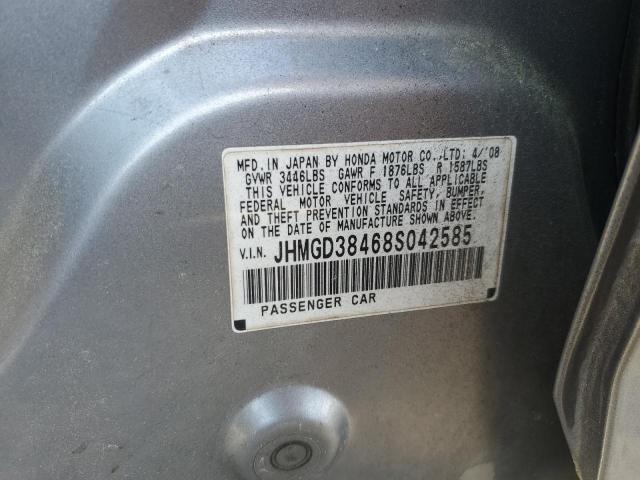 MFD.IN JAPAN BY HONDA MOTOR CO.,LTD; 4/'08
GVWR 3446LBS GAWR F 1876LBS R 1587LBS
THIS VEHICLE CONFORMS TO ALL APPLICABLE
FEDERAL MOTOR VEHICLE SAFETY, BUMPER,
AND THEFT PREVENTION STANDARDS IN EFFECT
ON THE DATE OF MANUFACTURE SHOWN ABOVE.
V.I.N. JHMGD38468S042585
PASSENGER CAR